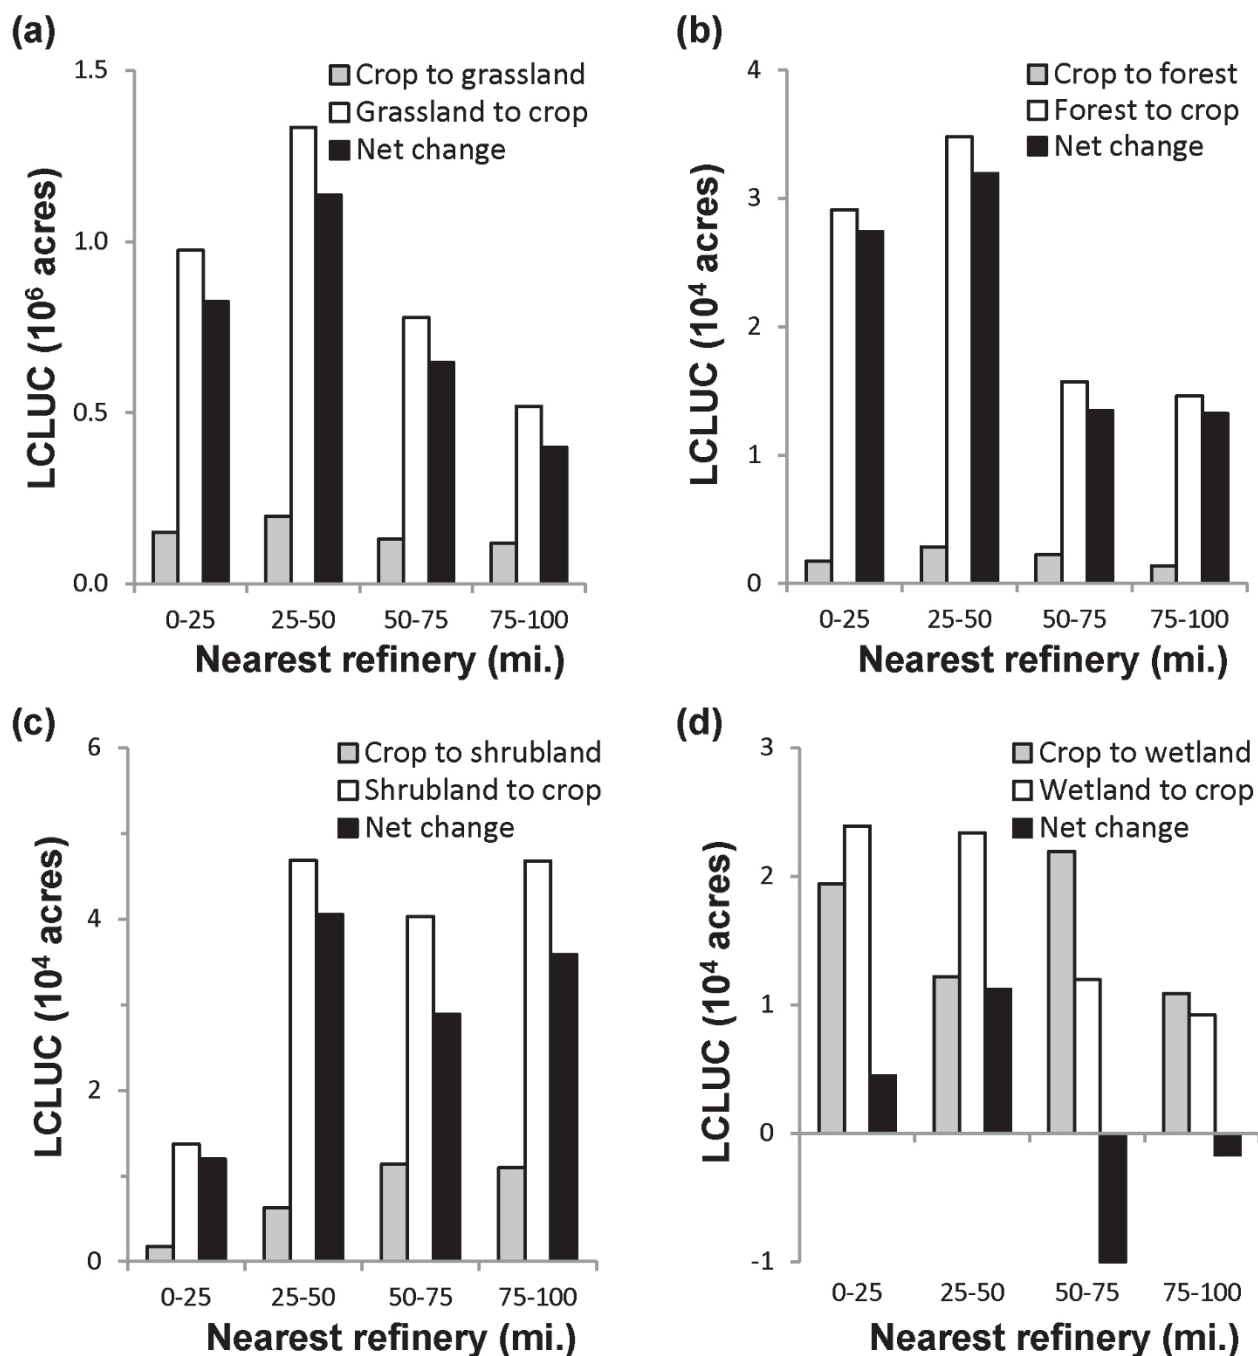 (a)
Crop to grassland
Grassland to crop
Net change
LCLUC (10⁶ acres)
1.5
1.0
0.5
0.0
0-25 25-50 50-75 75-100
Nearest refinery (mi.)
(b)
Crop to forest
Forest to crop
Net change
LCLUC (10⁴ acres)
4
3
2
1
0
0-25 25-50 50-75 75-100
Nearest refinery (mi.)
(c)
Crop to shrubland
Shrubland to crop
Net change
LCLUC (10⁴ acres)
6
4
2
0
0-25 25-50 50-75 75-100
Nearest refinery (mi.)
(d)
Crop to wetland
Wetland to crop
Net change
LCLUC (10⁴ acres)
3
2
1
0
-1
0-25 25-50 50-75 75-100
Nearest refinery (mi.)